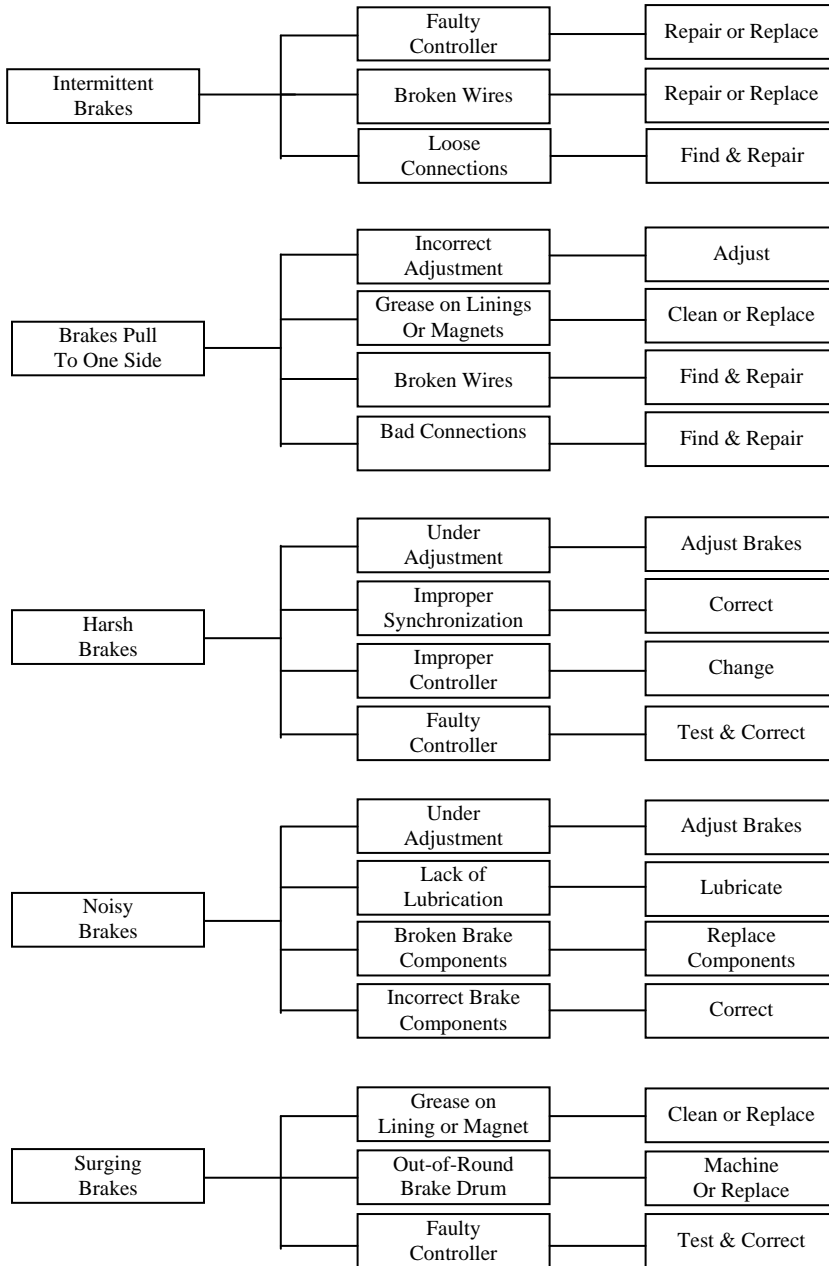 Faulty
Controller
Repair or Replace
Intermittent
Brakes
Broken Wires
Repair or Replace
Loose
Connections
Find & Repair
Incorrect
Adjustment
Adjust
Grease on Linings
Or Magnets
Clean or Replace
Brakes Pull
To One Side
Broken Wires
Find & Repair
Bad Connections
Find & Repair
Under
Adjustment
Adjust Brakes
Improper
Synchronization
Correct
Harsh
Brakes
Improper
Controller
Change
Faulty
Controller
Test & Correct
Under
Adjustment
Adjust Brakes
Lack of
Lubrication
Lubricate
Noisy
Brakes
Broken Brake
Components
Replace
Components
Incorrect Brake
Components
Correct
Grease on
Lining or Magnet
Clean or Replace
Surging
Brakes
Out-of-Round
Brake Drum
Machine
Or Replace
Faulty
Controller
Test & Correct